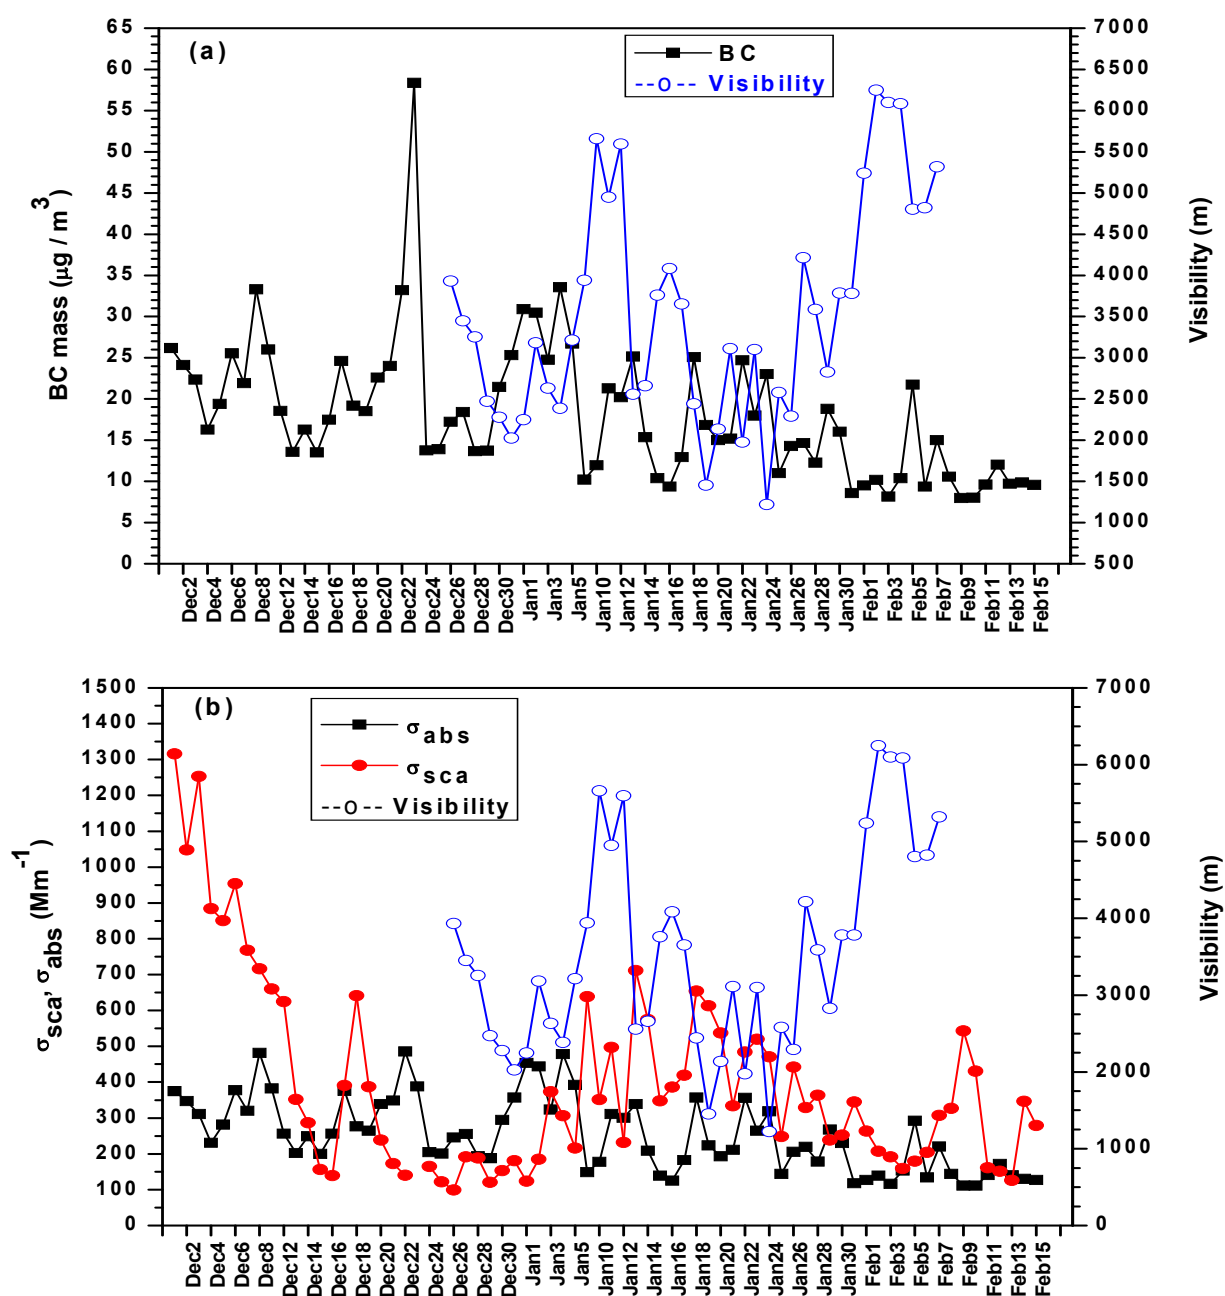 (a)
BC
--o-- Visibility
65
60
55
50
45
40
35
30
25
20
15
10
5
0
BC mass (μg / m³)
7000
6500
6000
5500
5000
4500
4000
3500
3000
2500
2000
1500
1000
500
Visibility (m)
Dec2
Dec4
Dec6
Dec8
Dec12
Dec14
Dec16
Dec18
Dec20
Dec22
Dec24
Dec26
Dec28
Dec30
Jan1
Jan3
Jan5
Jan10
Jan12
Jan14
Jan16
Jan18
Jan20
Jan22
Jan24
Jan26
Jan28
Jan30
Feb1
Feb3
Feb5
Feb7
Feb9
Feb11
Feb13
Feb15
(b)
σabs
σsca
--o-- Visibility
1500
1400
1300
1200
1100
1000
900
800
700
600
500
400
300
200
100
0
σsca, σabs (Mm⁻¹)
7000
6000
5000
4000
3000
2000
1000
0
Visibility (m)
Dec2
Dec4
Dec6
Dec8
Dec12
Dec14
Dec16
Dec18
Dec20
Dec22
Dec24
Dec26
Dec28
Dec30
Jan1
Jan3
Jan5
Jan10
Jan12
Jan14
Jan16
Jan18
Jan20
Jan22
Jan24
Jan26
Jan28
Jan30
Feb1
Feb3
Feb5
Feb7
Feb9
Feb11
Feb13
Feb15